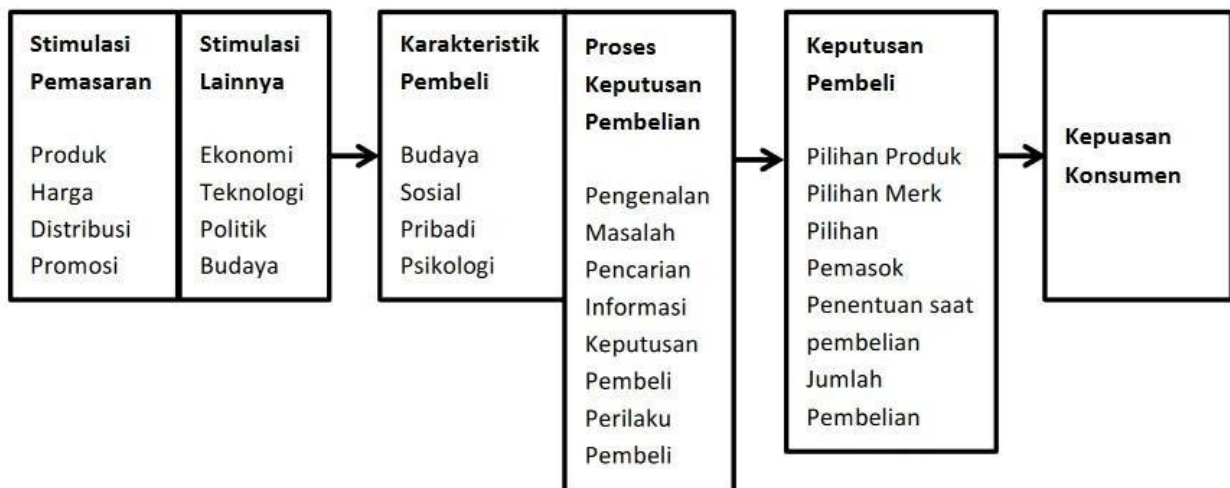 Stimulasi
Pemasaran
Produk
Harga
Distribusi
Promosi
Stimulasi
Lainnya
Ekonomi
Teknologi
Politik
Budaya
Karakteristik
Pembeli
Budaya
Sosial
Pribadi
Psikologi
Proses
Keputusan
Pembelian
Pengenalan
Masalah
Pencarian
Informasi
Keputusan
Pembeli
Perilaku
Pembeli
Keputusan
Pembeli
Pilihan Produk
Pilihan Merk
Pilihan
Pemasok
Penentuan saat
pembelian
Jumlah
Pembelian
Kepuasan
Konsumen